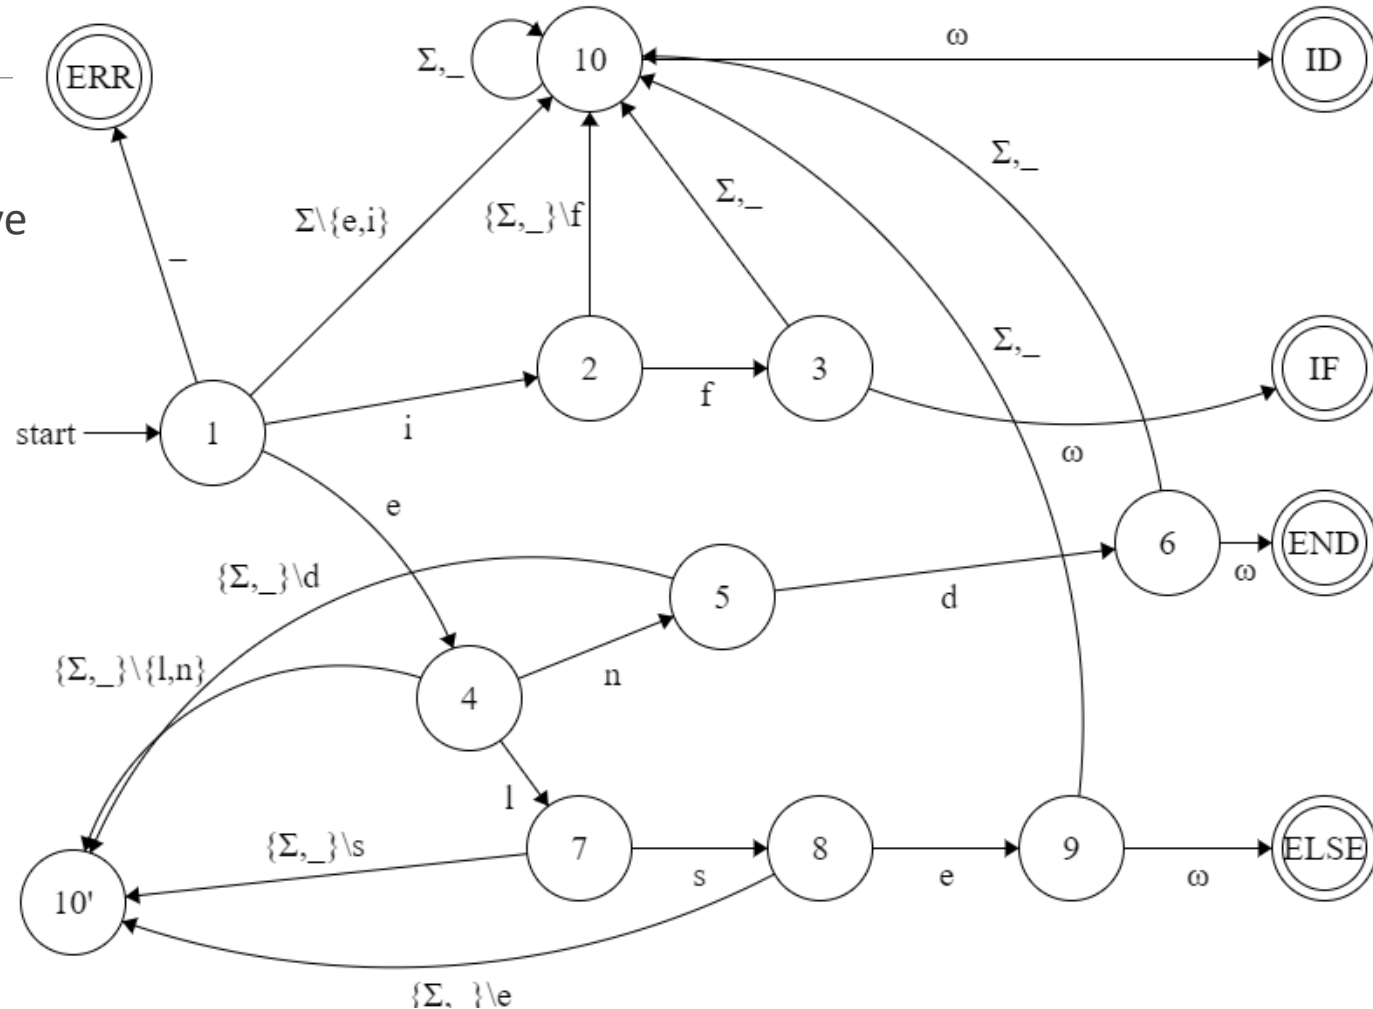 ERR
Σ,_
10
ω
ID
Σ,_
ve
Σ\{e,i}
{Σ,_}\f
Σ,_
_
Σ,_
start
1
i
2
f
3
ω
IF
e
{Σ,_}\d
5
d
6
ω
END
{Σ,_}\{l,n}
4
n
l
{Σ,_}\s
7
s
8
e
9
ω
ELSE
10'
{Σ,_}\e